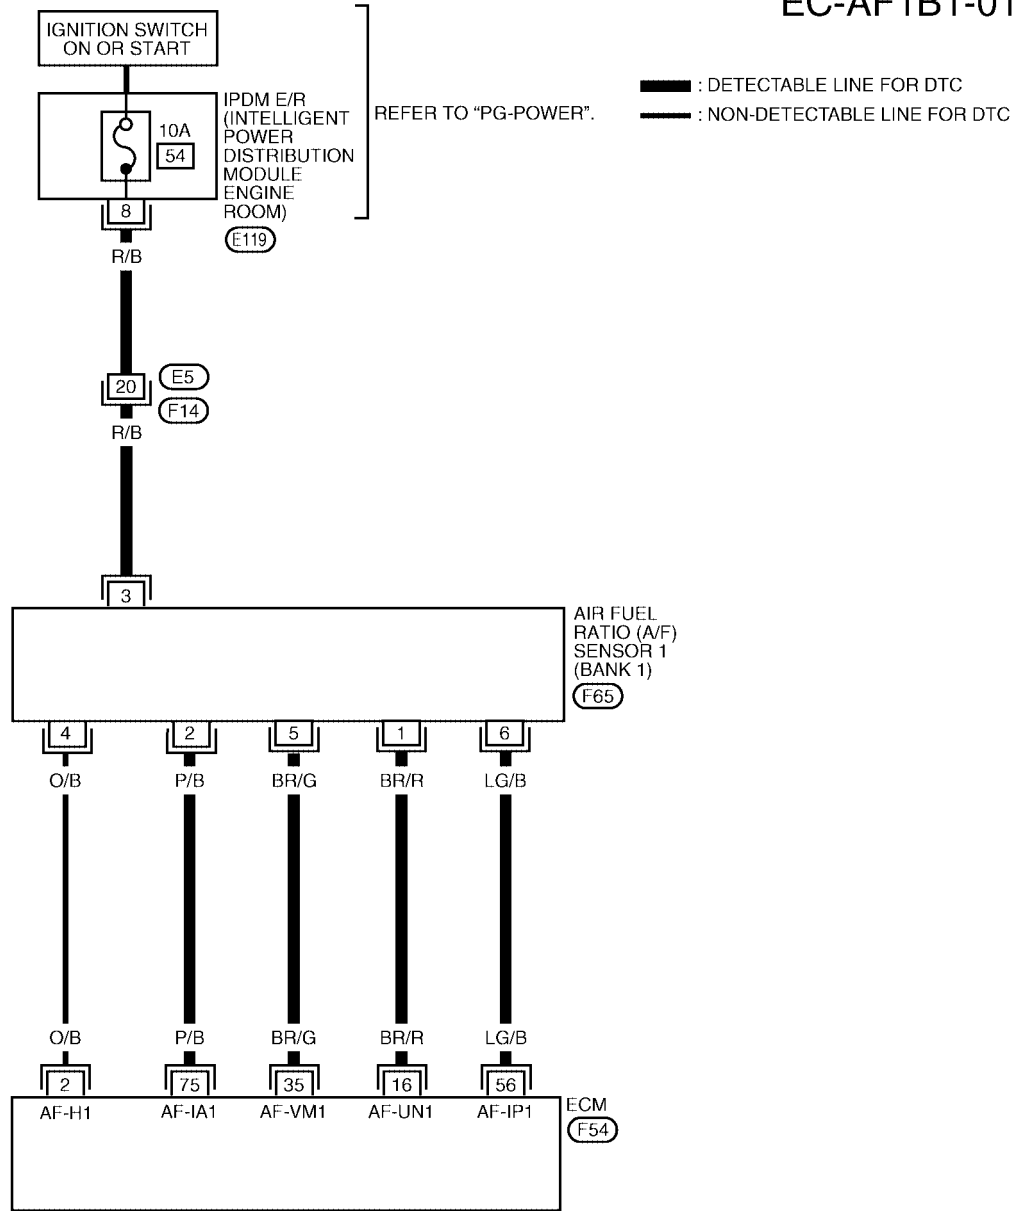 EC-AF1B1-01
IGNITION SWITCH
ON OR START
: DETECTABLE LINE FOR DTC
: NON-DETECTABLE LINE FOR DTC
IPDM E/R
(INTELLIGENT
POWER
DISTRIBUTION
MODULE
ENGINE
ROOM)
E119
REFER TO “PG-POWER”.
10A
54
8
R/B
20
E5
F14
R/B
3
AIR FUEL
RATIO (A/F)
SENSOR 1
(BANK 1)
F65
4 2 5 1 6
O/B P/B BR/G BR/R LG/B
O/B P/B BR/G BR/R LG/B
2 75 35 16 56
AF-H1 AF-IA1 AF-VM1 AF-UN1 AF-IP1
ECM
F54